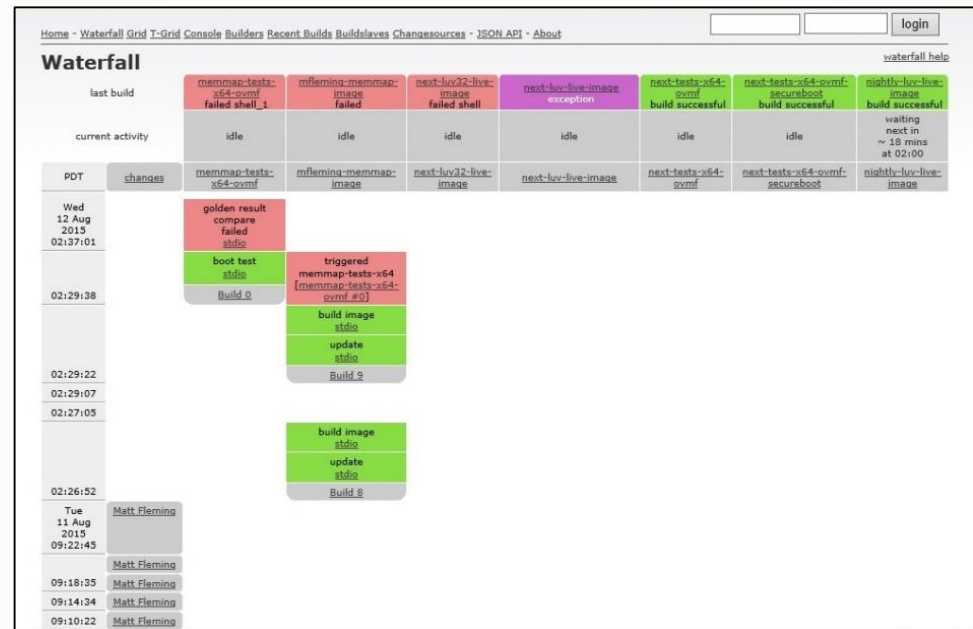 Home - Waterfall Grid T-Grid Console Builders Recent Builds Buildslaves Changesources - JSON API - About
login
Waterfall
waterfall help
last build
memmap-tests-
x64-ovmf
failed shell_1
mfleming-memmap-
image
failed
next-luv32-live-
image
failed shell
next-luv-live-image
exception
next-tests-x64-
ovmf
build successful
next-tests-x64-ovmf-
secureboot
build successful
nightly-luv-live-
image
build successful
current activity
idle
idle
idle
idle
idle
idle
waiting
next in
~ 18 mins
at 02:00
PDT
changes
memmap-tests-
x64-ovmf
mfleming-memmap-
image
next-luv32-live-
image
next-luv-live-image
next-tests-x64-
ovmf
next-tests-x64-ovmf-
secureboot
nightly-luv-live-
image
Wed
12 Aug
2015
02:37:01
golden result
compare
failed
stdio
boot test
stdio
triggered
memmap-tests-x64
[memmap-tests-x64-
ovmf #0]
02:29:38
Build 0
build image
stdio
update
stdio
02:29:22
Build 9
02:29:07
02:27:05
build image
stdio
update
stdio
02:26:52
Build 8
Tue
11 Aug
2015
09:22:45
Matt Fleming
Matt Fleming
09:18:35
Matt Fleming
09:14:34
Matt Fleming
09:10:22
Matt Fleming